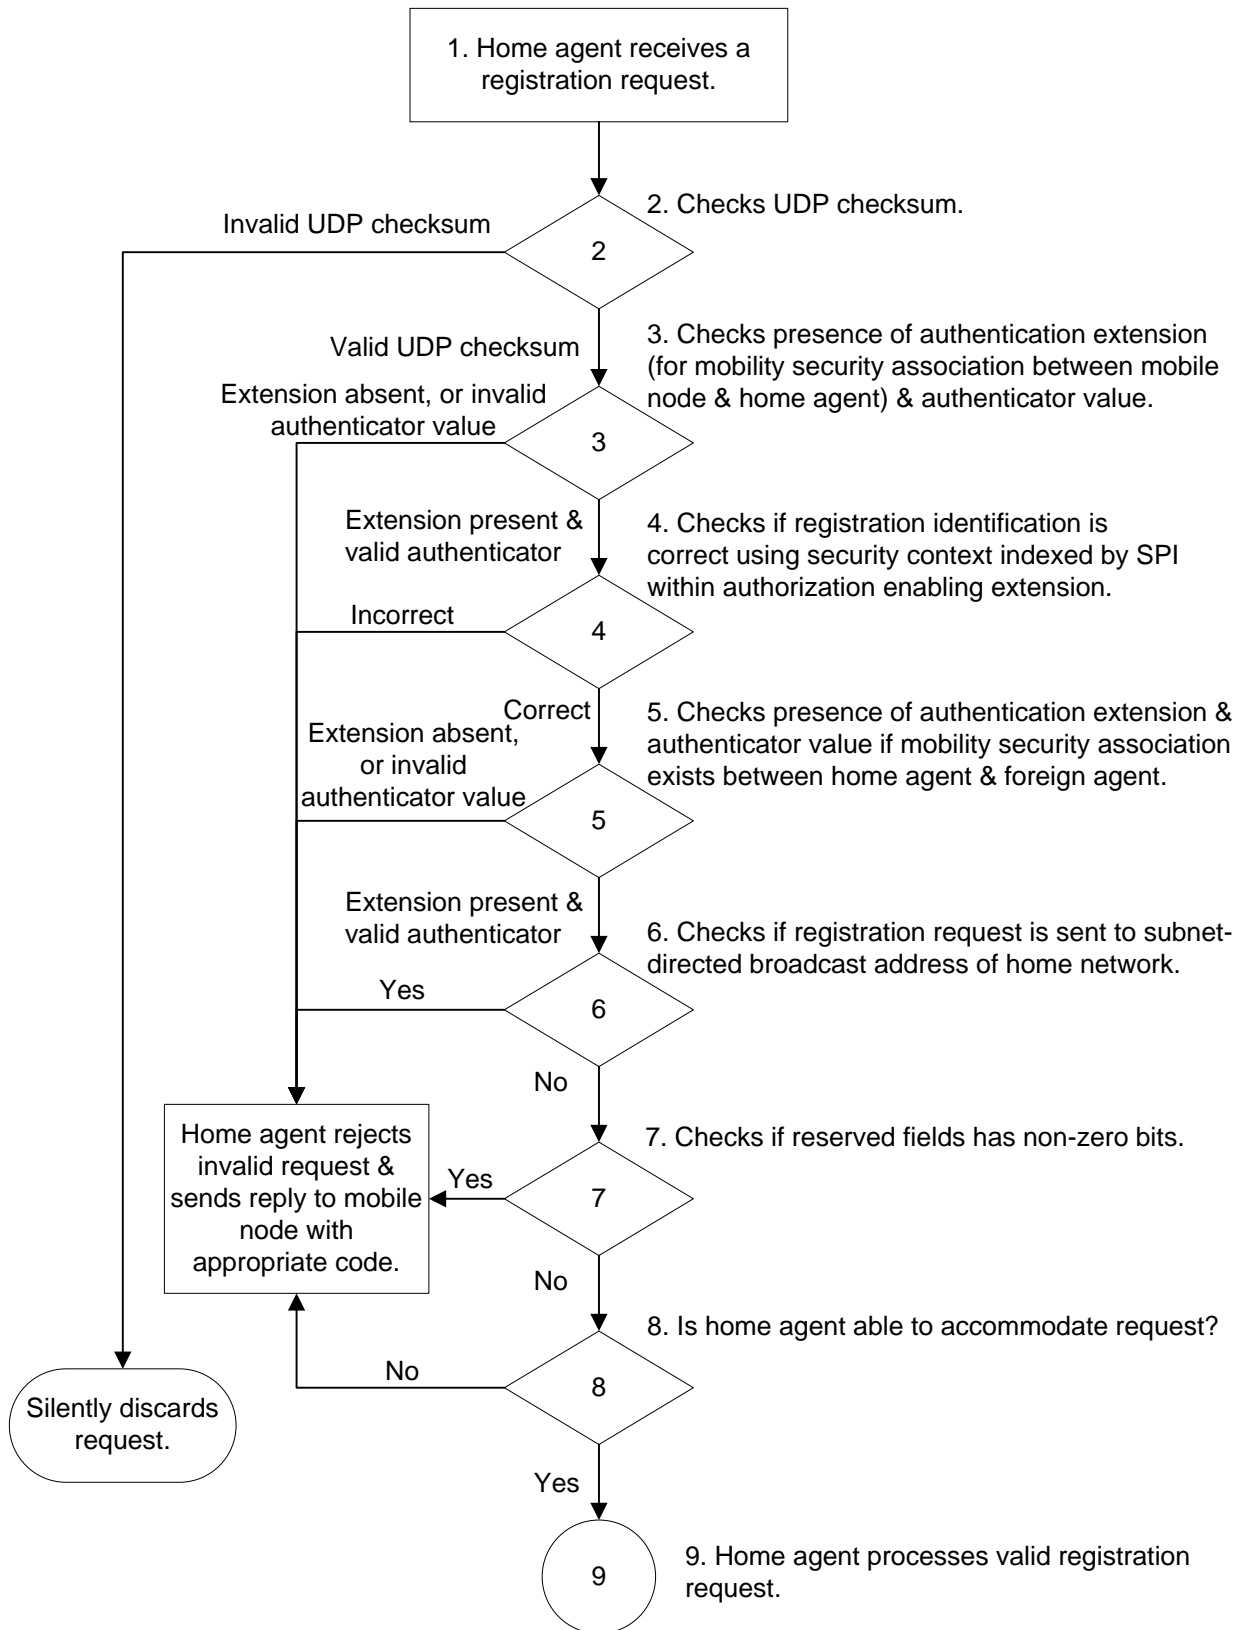 1. Home agent receives a
registration request.
2. Checks UDP checksum.
Invalid UDP checksum
2
3. Checks presence of authentication extension
(for mobility security association between mobile
node & home agent) & authenticator value.
Valid UDP checksum
Extension absent, or invalid
authenticator value
3
Extension present &
valid authenticator
4. Checks if registration identification is
correct using security context indexed by SPI
within authorization enabling extension.
Incorrect
4
Correct
5. Checks presence of authentication extension &
authenticator value if mobility security association
exists between home agent & foreign agent.
Extension absent,
or invalid
authenticator value
5
Extension present &
valid authenticator
6. Checks if registration request is sent to subnet-
directed broadcast address of home network.
Yes
6
No
Home agent rejects
invalid request &
sends reply to mobile
node with
appropriate code.
7. Checks if reserved fields has non-zero bits.
Yes
7
No
8. Is home agent able to accommodate request?
No
8
Silently discards
request.
Yes
9
9. Home agent processes valid registration
request.